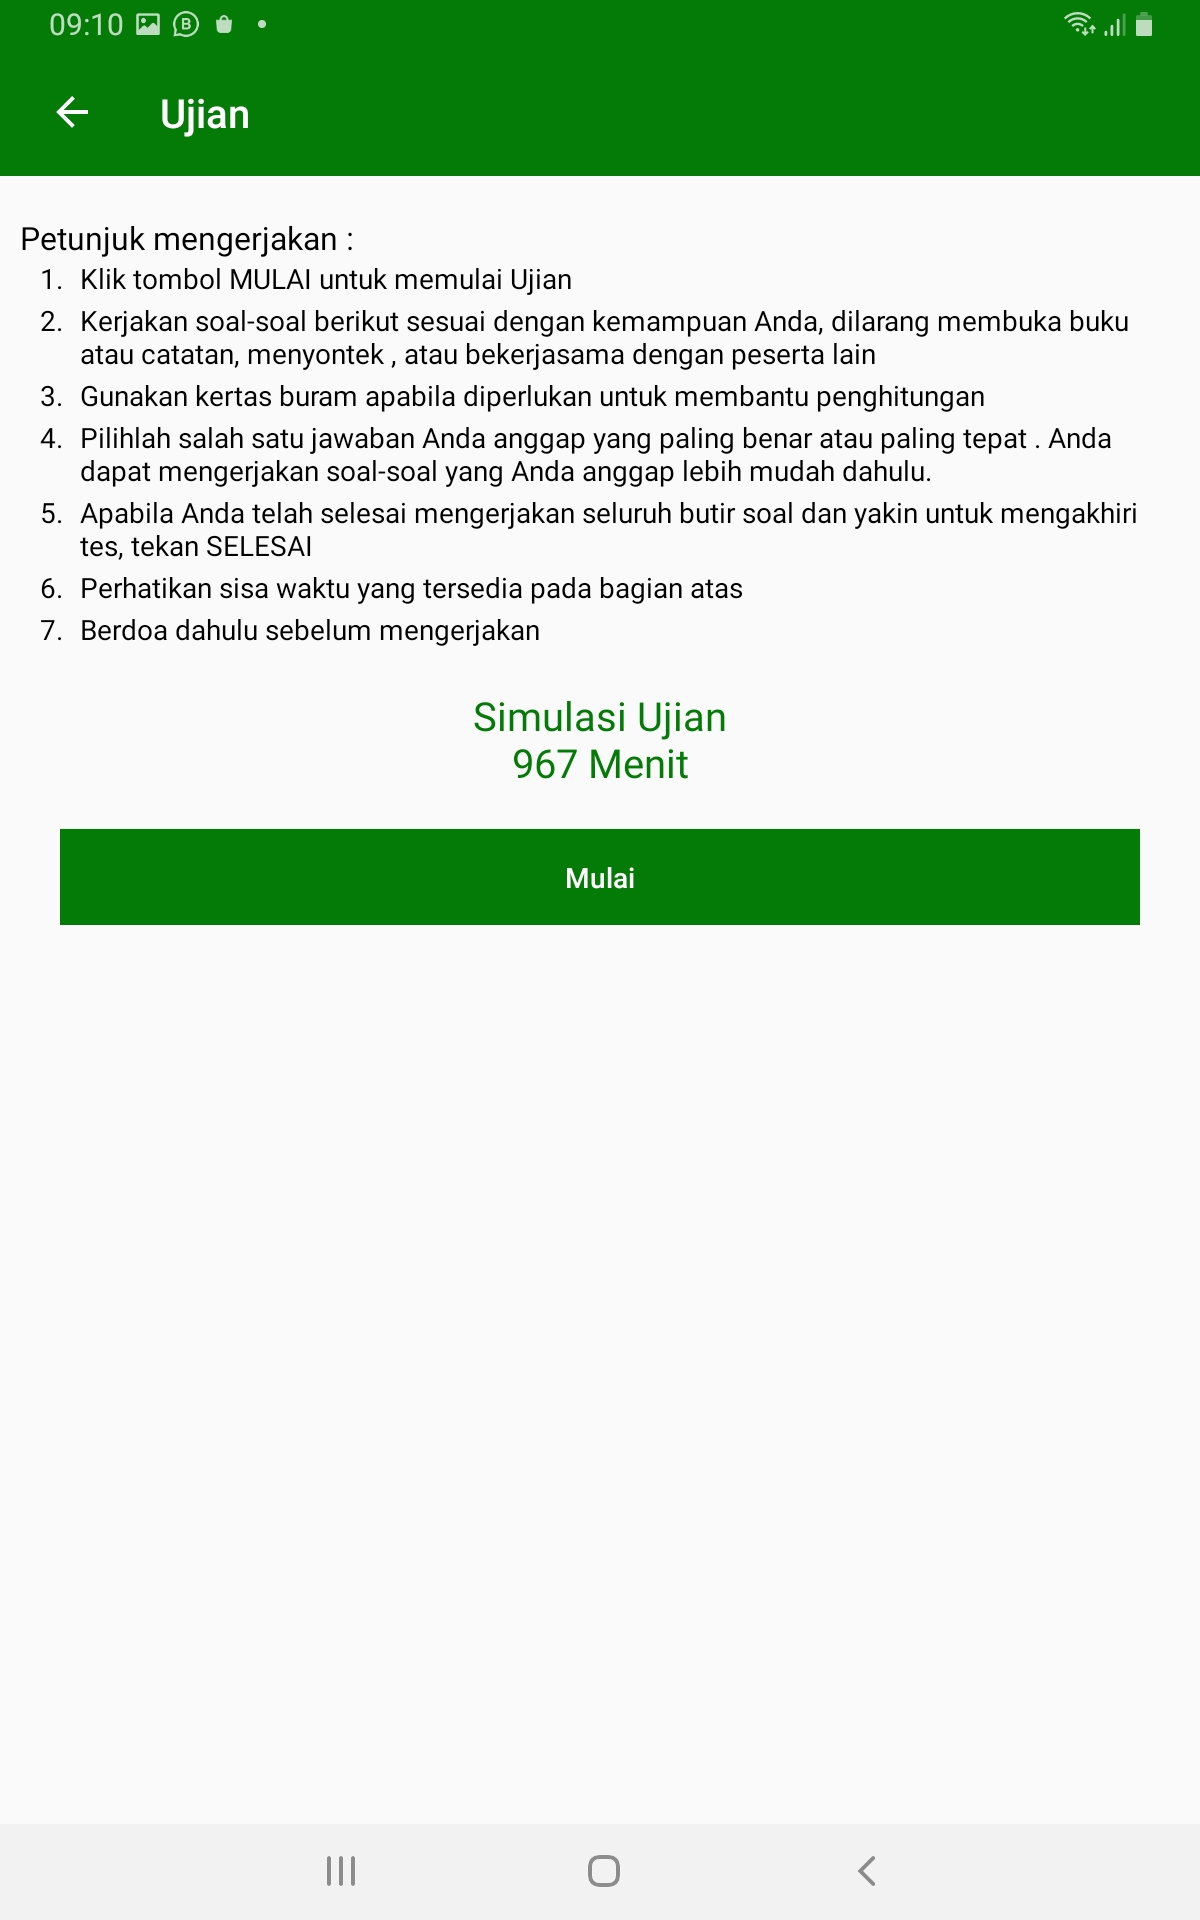 09:10
Ujian
Petunjuk mengerjakan :
1. Klik tombol MULAI untuk memulai Ujian
2. Kerjakan soal-soal berikut sesuai dengan kemampuan Anda, dilarang membuka buku
atau catatan, menyontek , atau bekerjasama dengan peserta lain
3. Gunakan kertas buram apabila diperlukan untuk membantu penghitungan
4. Pilihlah salah satu jawaban Anda anggap yang paling benar atau paling tepat . Anda
dapat mengerjakan soal-soal yang Anda anggap lebih mudah dahulu.
5. Apabila Anda telah selesai mengerjakan seluruh butir soal dan yakin untuk mengakhiri
tes, tekan SELESAI
6. Perhatikan sisa waktu yang tersedia pada bagian atas
7. Berdoa dahulu sebelum mengerjakan
Simulasi Ujian
967 Menit
Mulai